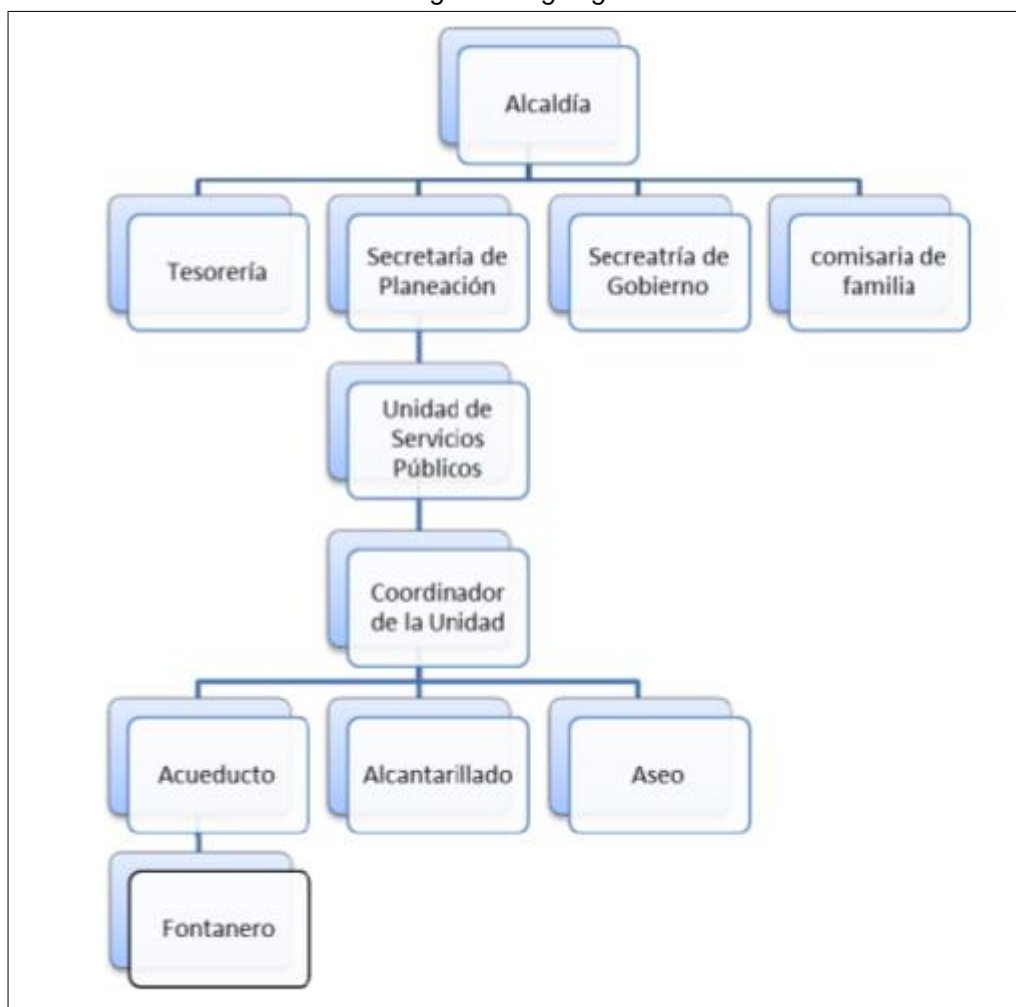 Alcaldía
Tesorería
Secretaría de
Planeación
Secreatría de
Gobierno
comisaria de
familia
Unidad de
Servicios
Públicos
Coordinador
de la Unidad
Acueducto
Alcantarillado
Aseo
Fontanero